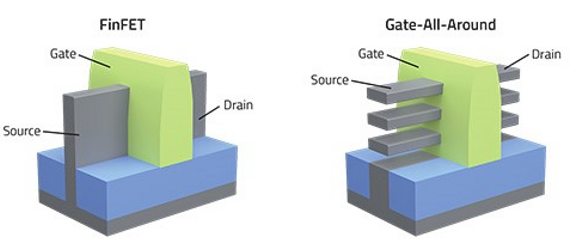 FinFET
Gate
Source
Drain
Gate-All-Around
Gate
Source
Drain